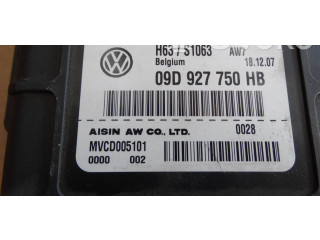 H63 / S1063 AW7
Belgium 18.12.07
09D 927 750 HB
AISIN AW CO., LTD. 0028
MVCD005101
0000 002